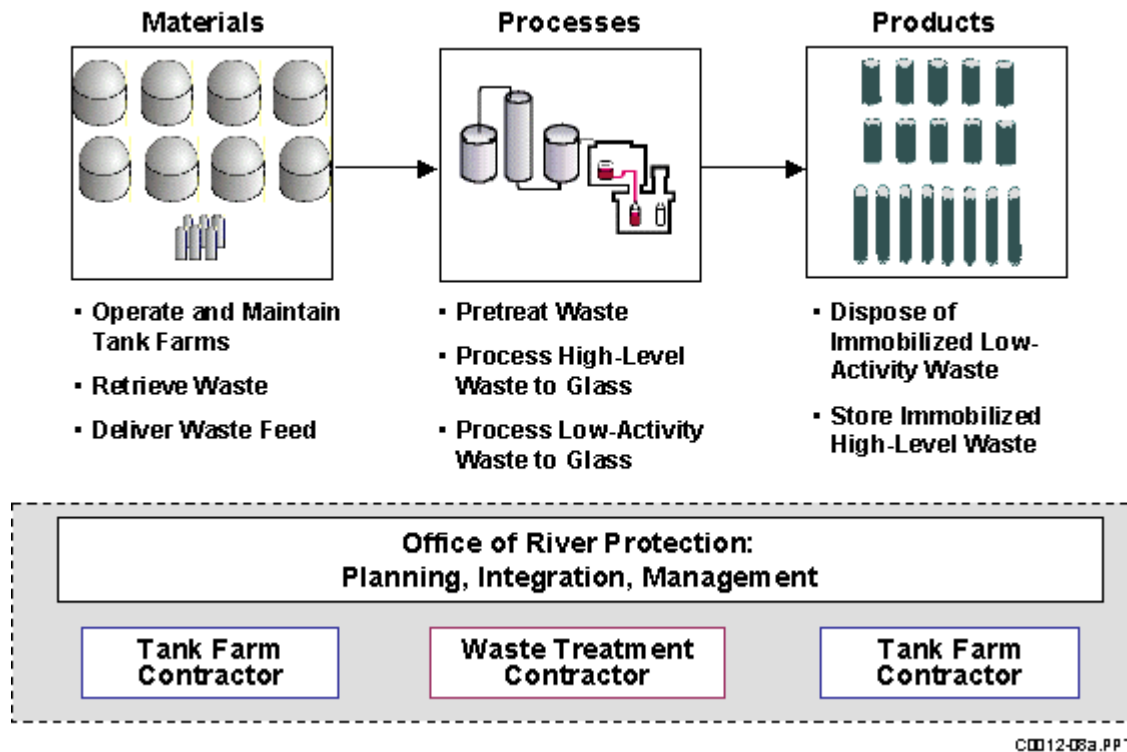 Materials
Processes
Products
▪ Operate and Maintain
Tank Farms
▪ Retrieve Waste
▪ Deliver Waste Feed
▪ Pretreat Waste
▪ Process High-Level
Waste to Glass
▪ Process Low-Activity
Waste to Glass
▪ Dispose of
Immobilized Low-
Activity Waste
▪ Store Immobilized
High-Level Waste
Office of River Protection:
Planning, Integration, Management
Tank Farm
Contractor
Waste Treatment
Contractor
Tank Farm
Contractor